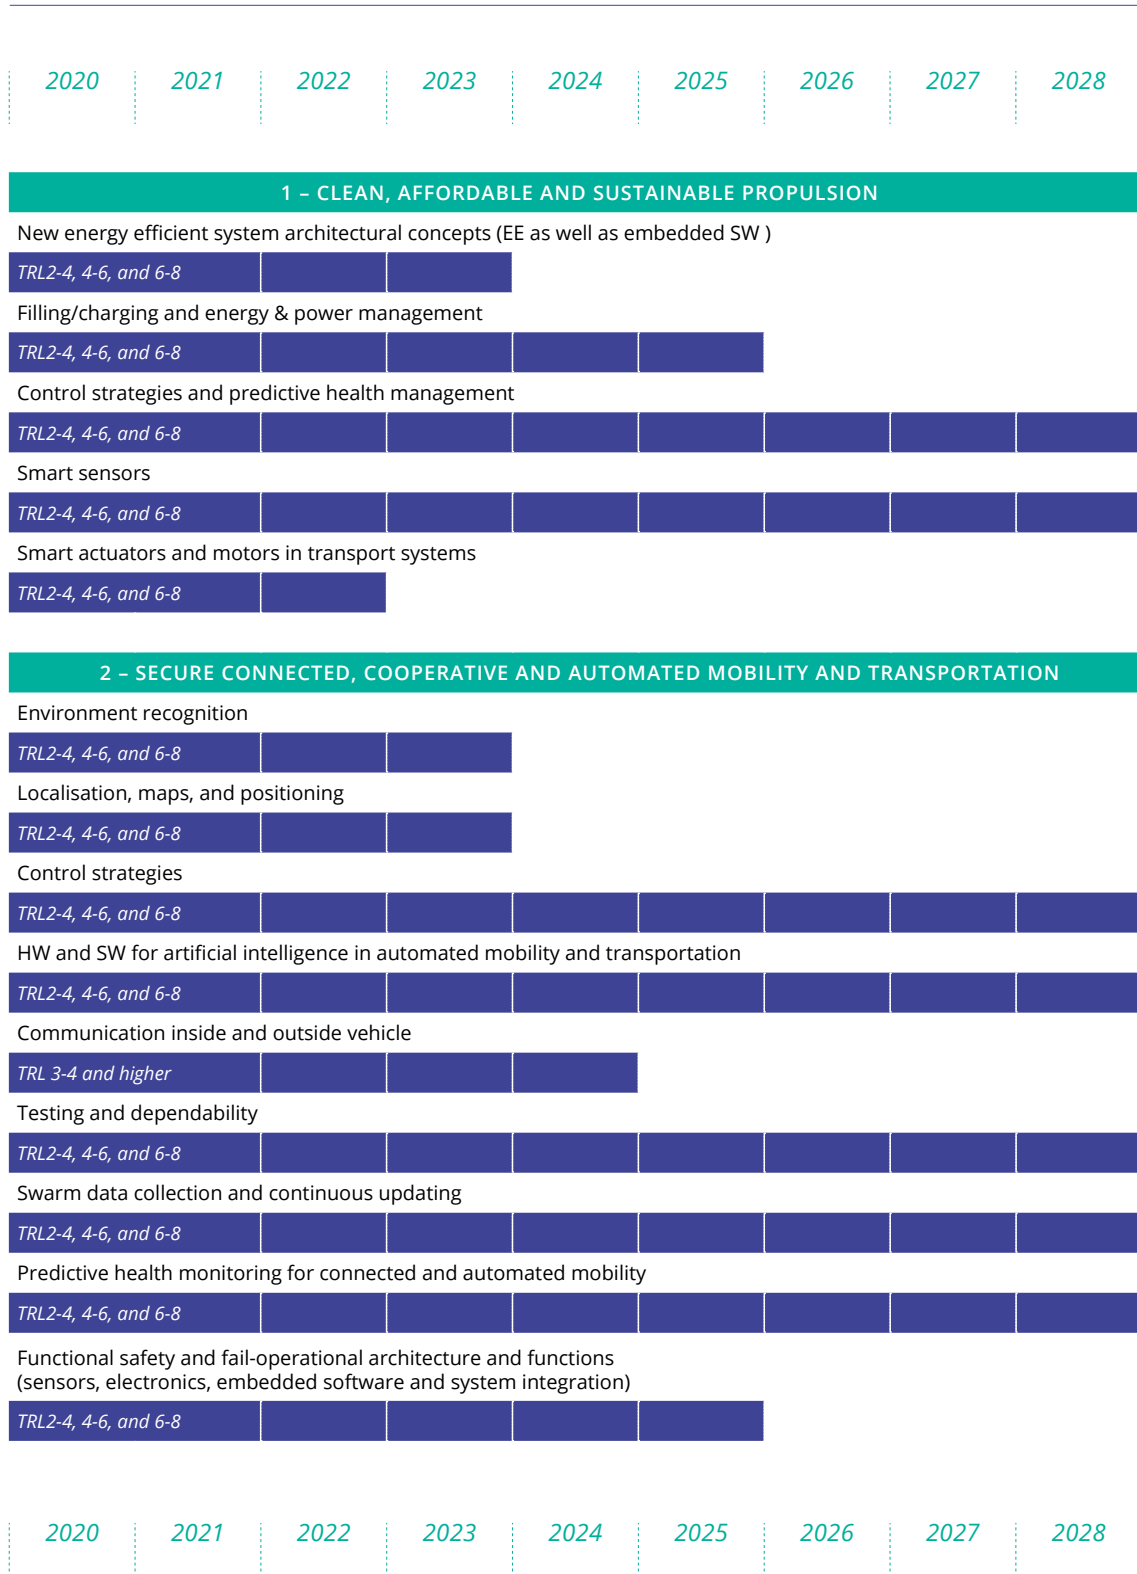 2020 2021 2022 2023 2024 2025 2026 2027 2028
1 – CLEAN, AFFORDABLE AND SUSTAINABLE PROPULSION
New energy efficient system architectural concepts (EE as well as embedded SW )
TRL2-4, 4-6, and 6-8
Filling/charging and energy & power management
TRL2-4, 4-6, and 6-8
Control strategies and predictive health management
TRL2-4, 4-6, and 6-8
Smart sensors
TRL2-4, 4-6, and 6-8
Smart actuators and motors in transport systems
TRL2-4, 4-6, and 6-8
2 – SECURE CONNECTED, COOPERATIVE AND AUTOMATED MOBILITY AND TRANSPORTATION
Environment recognition
TRL2-4, 4-6, and 6-8
Localisation, maps, and positioning
TRL2-4, 4-6, and 6-8
Control strategies
TRL2-4, 4-6, and 6-8
HW and SW for artificial intelligence in automated mobility and transportation
TRL2-4, 4-6, and 6-8
Communication inside and outside vehicle
TRL 3-4 and higher
Testing and dependability
TRL2-4, 4-6, and 6-8
Swarm data collection and continuous updating
TRL2-4, 4-6, and 6-8
Predictive health monitoring for connected and automated mobility
TRL2-4, 4-6, and 6-8
Functional safety and fail-operational architecture and functions
(sensors, electronics, embedded software and system integration)
TRL2-4, 4-6, and 6-8
2020 2021 2022 2023 2024 2025 2026 2027 2028